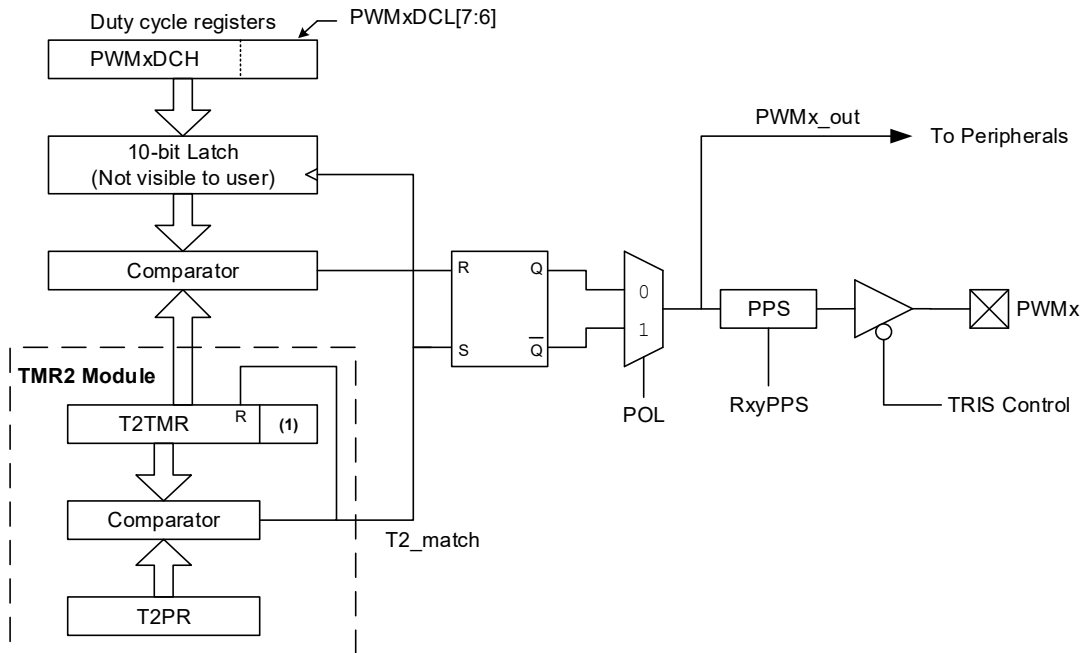 Duty cycle registers
PWMxDCL[7:6]
PWMxDCH
10-bit Latch
(Not visible to user)
Comparator
PWMx_out
To Peripherals
R
Q
S
Q
0
1
POL
PPS
RxyPPS
PWMx
TRIS Control
TMR2 Module
T2TMR
R
(1)
Comparator
T2_match
T2PR